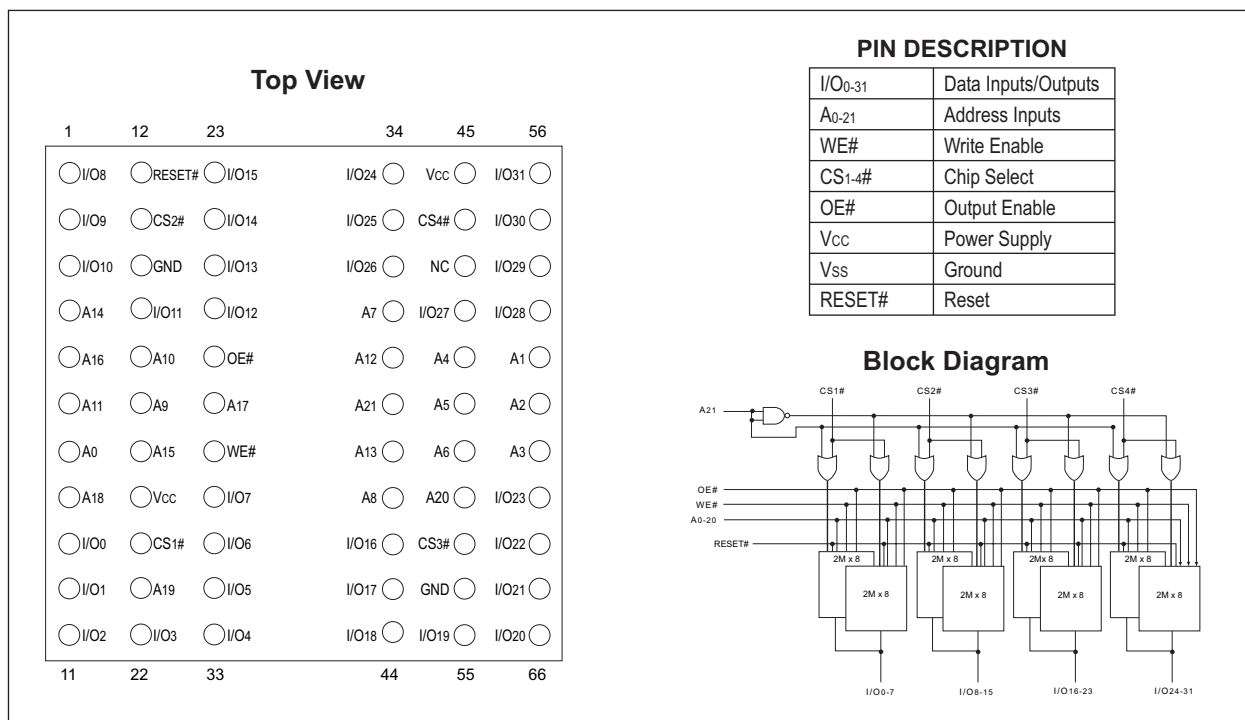 Top View
1 12 23 34 45 56
I/O8 RESET# I/O15 I/O24 Vcc I/O31
I/O9 CS2# I/O14 I/O25 CS4# I/O30
I/O10 GND I/O13 I/O26 NC I/O29
A14 I/O11 I/O12 A7 I/O27 I/O28
A16 A10 OE# A12 A4 A1
A11 A9 A17 A21 A5 A2
A0 A15 WE# A13 A6 A3
A18 Vcc I/O7 A8 A20 I/O23
I/O0 CS1# I/O6 I/O16 CS3# I/O22
I/O1 A19 I/O5 I/O17 GND I/O21
I/O2 I/O3 I/O4 I/O18 I/O19 I/O20
11 22 33 44 55 66
PIN DESCRIPTION
I/O0-31 Data Inputs/Outputs
A0-21 Address Inputs
WE# Write Enable
CS1-4# Chip Select
OE# Output Enable
Vcc Power Supply
Vss Ground
RESET# Reset
Block Diagram
CS1# CS2# CS3# CS4#
A21
OE#
WE#
A0-20
RESET#
2M x 8 2M x 8 2Mx 8 2M x 8
2M x 8 2M x 8 2M x 8 2M x 8
I/O0-7 I/O8-15 I/O16-23 I/O24-31